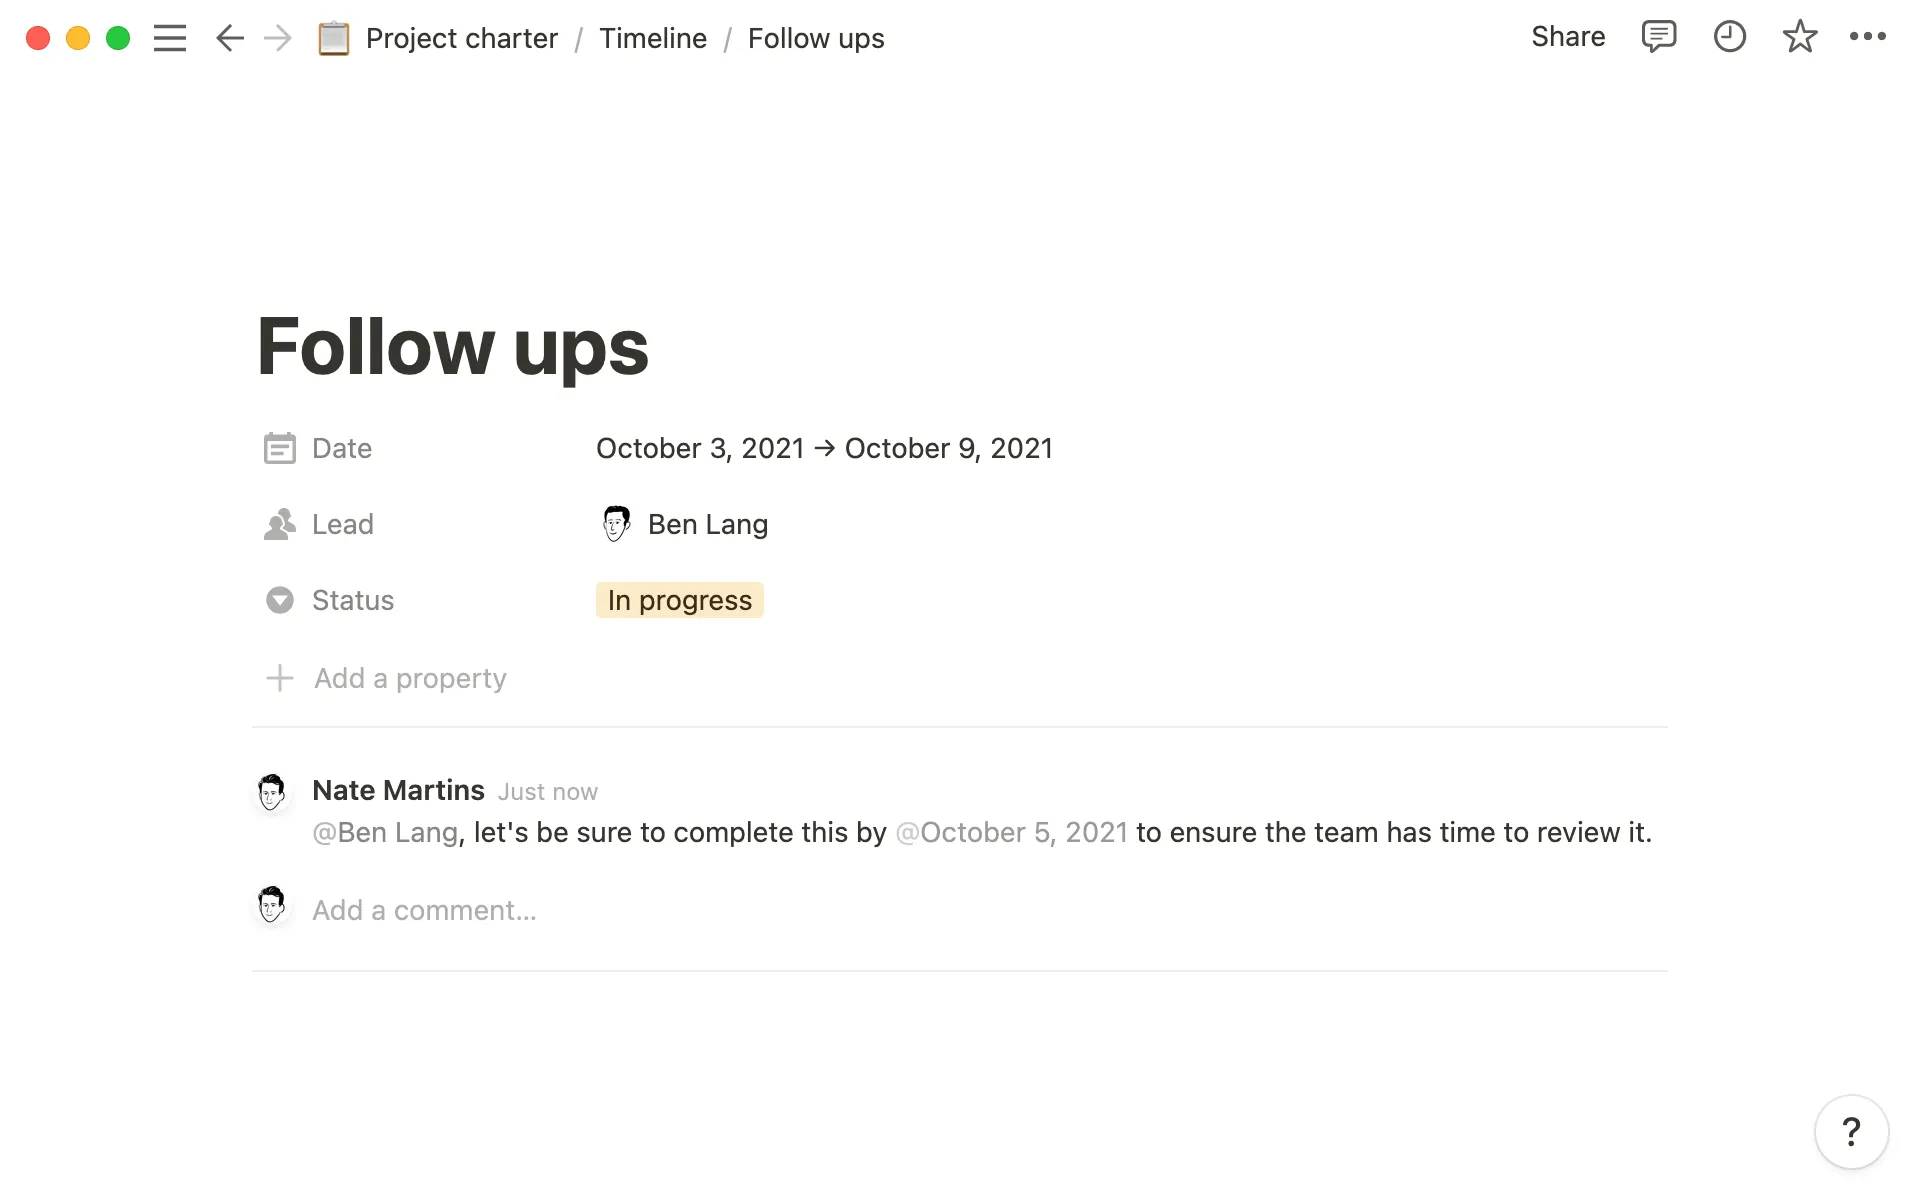 Project charter / Timeline / Follow ups
Share
Follow ups
Date October 3, 2021 → October 9, 2021
Lead Ben Lang
Status In progress
Add a property
Nate Martins Just now
@Ben Lang, let's be sure to complete this by @October 5, 2021 to ensure the team has time to review it.
Add a comment...
?